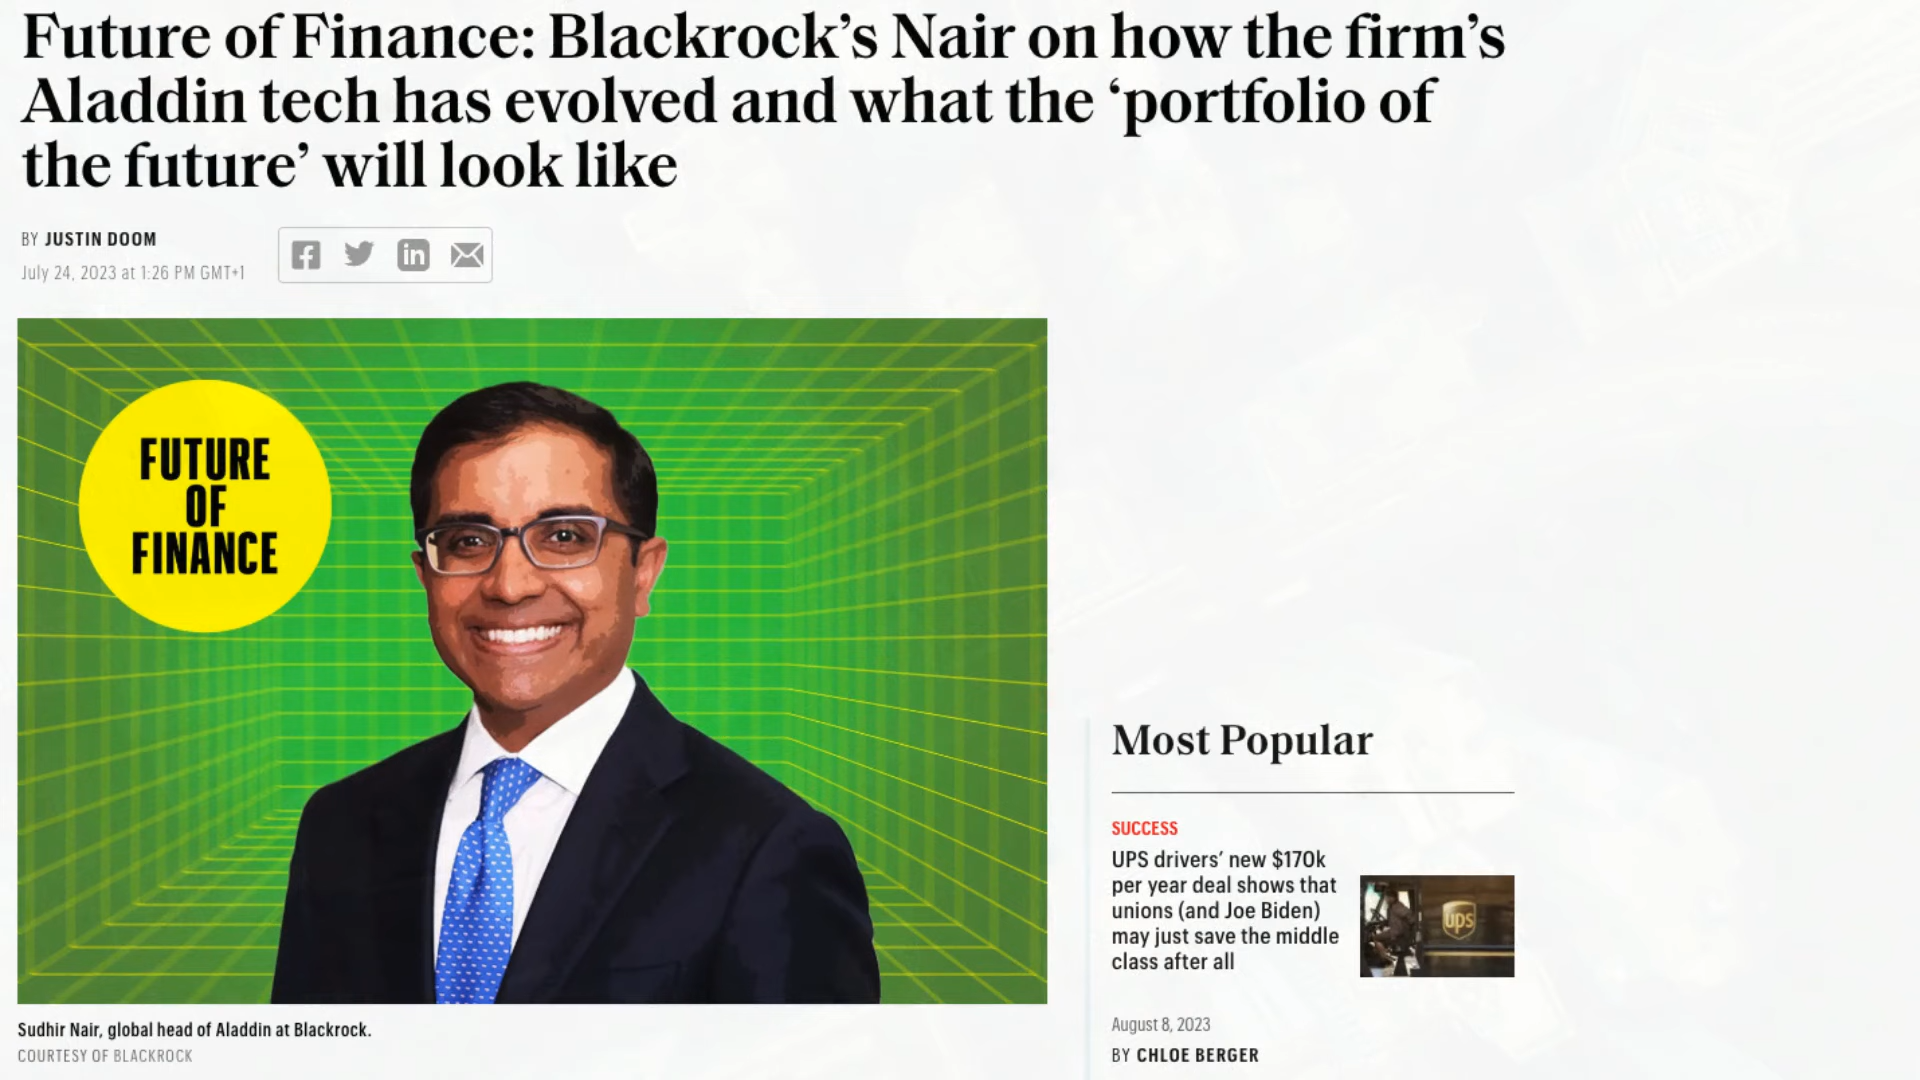 Future of Finance: Blackrock’s Nair on how the firm’s
Aladdin tech has evolved and what the ‘portfolio of
the future’ will look like
BY JUSTIN DOOM
July 24, 2023 at 1:26 PM GMT+1
FUTURE
OF
FINANCE
Sudhir Nair, global head of Aladdin at Blackrock.
COURTESY OF BLACKROCK
Most Popular
SUCCESS
UPS drivers’ new $170k
per year deal shows that
unions (and Joe Biden)
may just save the middle
class after all
ups
August 8, 2023
BY CHLOE BERGER